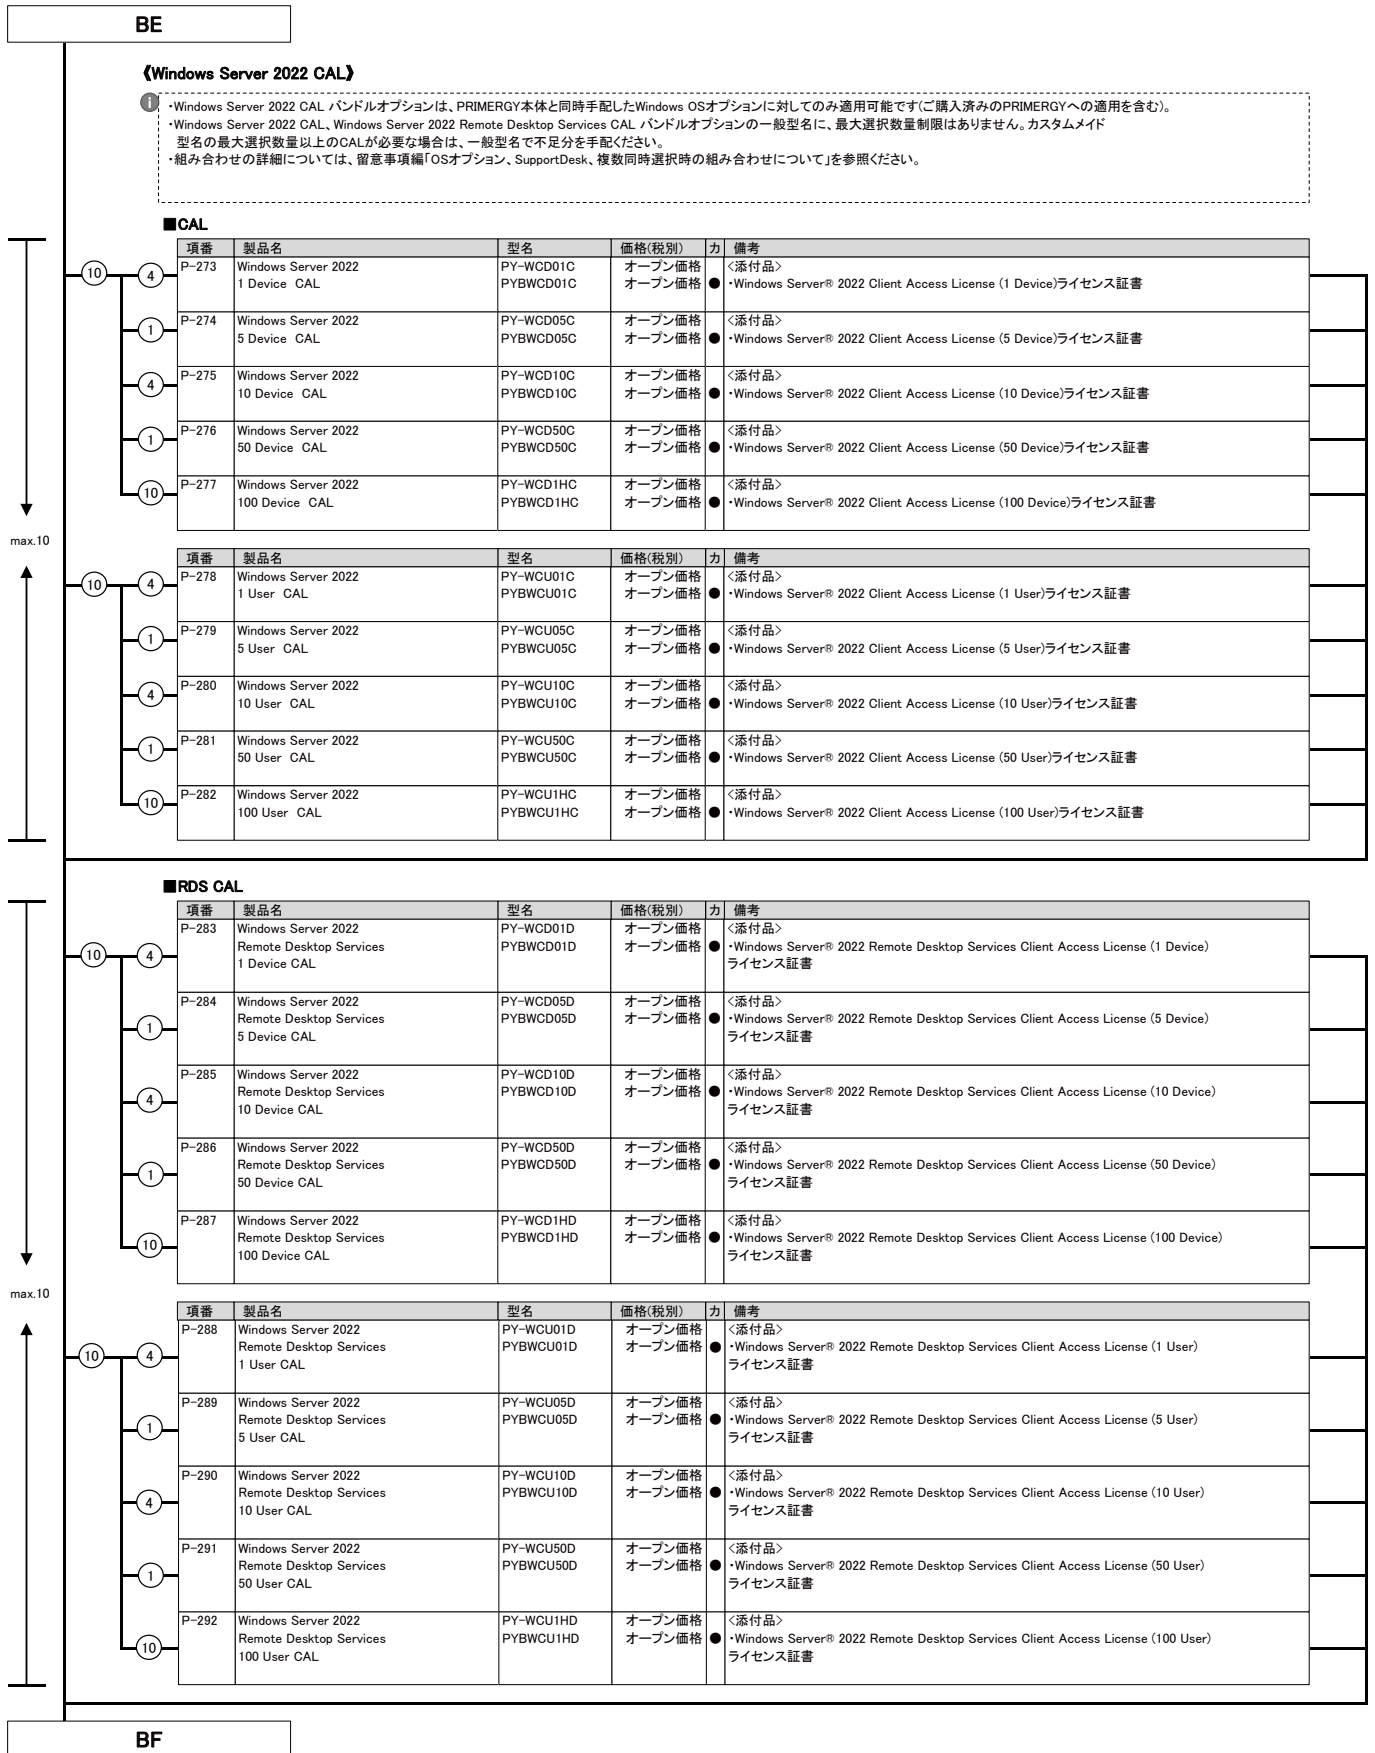 BE
《Windows Server 2022 CAL》
i
・Windows Server 2022 CAL バンドルオプションは、PRIMERGY本体と同時手配したWindows OSオプションに対してのみ適用可能です(ご購入済みのPRIMERGYへの適用を含む)。
・Windows Server 2022 CAL、Windows Server 2022 Remote Desktop Services CAL バンドルオプションの一般型名に、最大選択数量制限はありません。カスタムメイド
型名の最大選択数量以上のCALが必要な場合は、一般型名で不足分を手配ください。
・組み合わせの詳細については、留意事項編「OSオプション、SupportDesk、複数同時選択時の組み合わせについて」を参照ください。
■CAL
項番 製品名 型名 価格(税別) カ 備考
P-273 Windows Server 2022 PY-WCD01C オープン価格 <添付品>
10 4 1 Device CAL PYBWCD01C オープン価格 ● ・Windows Server® 2022 Client Access License (1 Device)ライセンス証書
P-274 Windows Server 2022 PY-WCD05C オープン価格 <添付品>
1 5 Device CAL PYBWCD05C オープン価格 ● ・Windows Server® 2022 Client Access License (5 Device)ライセンス証書
P-275 Windows Server 2022 PY-WCD10C オープン価格 <添付品>
4 10 Device CAL PYBWCD10C オープン価格 ● ・Windows Server® 2022 Client Access License (10 Device)ライセンス証書
P-276 Windows Server 2022 PY-WCD50C オープン価格 <添付品>
1 50 Device CAL PYBWCD50C オープン価格 ● ・Windows Server® 2022 Client Access License (50 Device)ライセンス証書
P-277 Windows Server 2022 PY-WCD1HC オープン価格 <添付品>
10 100 Device CAL PYBWCD1HC オープン価格 ● ・Windows Server® 2022 Client Access License (100 Device)ライセンス証書
max.10
項番 製品名 型名 価格(税別) カ 備考
P-278 Windows Server 2022 PY-WCU01C オープン価格 <添付品>
10 4 1 User CAL PYBWCU01C オープン価格 ● ・Windows Server® 2022 Client Access License (1 User)ライセンス証書
P-279 Windows Server 2022 PY-WCU05C オープン価格 <添付品>
1 5 User CAL PYBWCU05C オープン価格 ● ・Windows Server® 2022 Client Access License (5 User)ライセンス証書
P-280 Windows Server 2022 PY-WCU10C オープン価格 <添付品>
4 10 User CAL PYBWCU10C オープン価格 ● ・Windows Server® 2022 Client Access License (10 User)ライセンス証書
P-281 Windows Server 2022 PY-WCU50C オープン価格 <添付品>
1 50 User CAL PYBWCU50C オープン価格 ● ・Windows Server® 2022 Client Access License (50 User)ライセンス証書
P-282 Windows Server 2022 PY-WCU1HC オープン価格 <添付品>
10 100 User CAL PYBWCU1HC オープン価格 ● ・Windows Server® 2022 Client Access License (100 User)ライセンス証書
■RDS CAL
項番 製品名 型名 価格(税別) カ 備考
P-283 Windows Server 2022 PY-WCD01D オープン価格 <添付品>
10 4 Remote Desktop Services PYBWCD01D オープン価格 ● ・Windows Server® 2022 Remote Desktop Services Client Access License (1 Device)
1 Device CAL ライセンス証書
P-284 Windows Server 2022 PY-WCD05D オープン価格 <添付品>
1 Remote Desktop Services PYBWCD05D オープン価格 ● ・Windows Server® 2022 Remote Desktop Services Client Access License (5 Device)
5 Device CAL ライセンス証書
P-285 Windows Server 2022 PY-WCD10D オープン価格 <添付品>
4 Remote Desktop Services PYBWCD10D オープン価格 ● ・Windows Server® 2022 Remote Desktop Services Client Access License (10 Device)
10 Device CAL ライセンス証書
P-286 Windows Server 2022 PY-WCD50D オープン価格 <添付品>
1 Remote Desktop Services PYBWCD50D オープン価格 ● ・Windows Server® 2022 Remote Desktop Services Client Access License (50 Device)
50 Device CAL ライセンス証書
P-287 Windows Server 2022 PY-WCD1HD オープン価格 <添付品>
10 Remote Desktop Services PYBWCD1HD オープン価格 ● ・Windows Server® 2022 Remote Desktop Services Client Access License (100 Device)
100 Device CAL ライセンス証書
max.10
項番 製品名 型名 価格(税別) カ 備考
P-288 Windows Server 2022 PY-WCU01D オープン価格 <添付品>
10 4 Remote Desktop Services PYBWCU01D オープン価格 ● ・Windows Server® 2022 Remote Desktop Services Client Access License (1 User)
1 User CAL ライセンス証書
P-289 Windows Server 2022 PY-WCU05D オープン価格 <添付品>
1 Remote Desktop Services PYBWCU05D オープン価格 ● ・Windows Server® 2022 Remote Desktop Services Client Access License (5 User)
5 User CAL ライセンス証書
P-290 Windows Server 2022 PY-WCU10D オープン価格 <添付品>
4 Remote Desktop Services PYBWCU10D オープン価格 ● ・Windows Server® 2022 Remote Desktop Services Client Access License (10 User)
10 User CAL ライセンス証書
P-291 Windows Server 2022 PY-WCU50D オープン価格 <添付品>
1 Remote Desktop Services PYBWCU50D オープン価格 ● ・Windows Server® 2022 Remote Desktop Services Client Access License (50 User)
50 User CAL ライセンス証書
P-292 Windows Server 2022 PY-WCU1HD オープン価格 <添付品>
10 Remote Desktop Services PYBWCU1HD オープン価格 ● ・Windows Server® 2022 Remote Desktop Services Client Access License (100 User)
100 User CAL ライセンス証書
BF